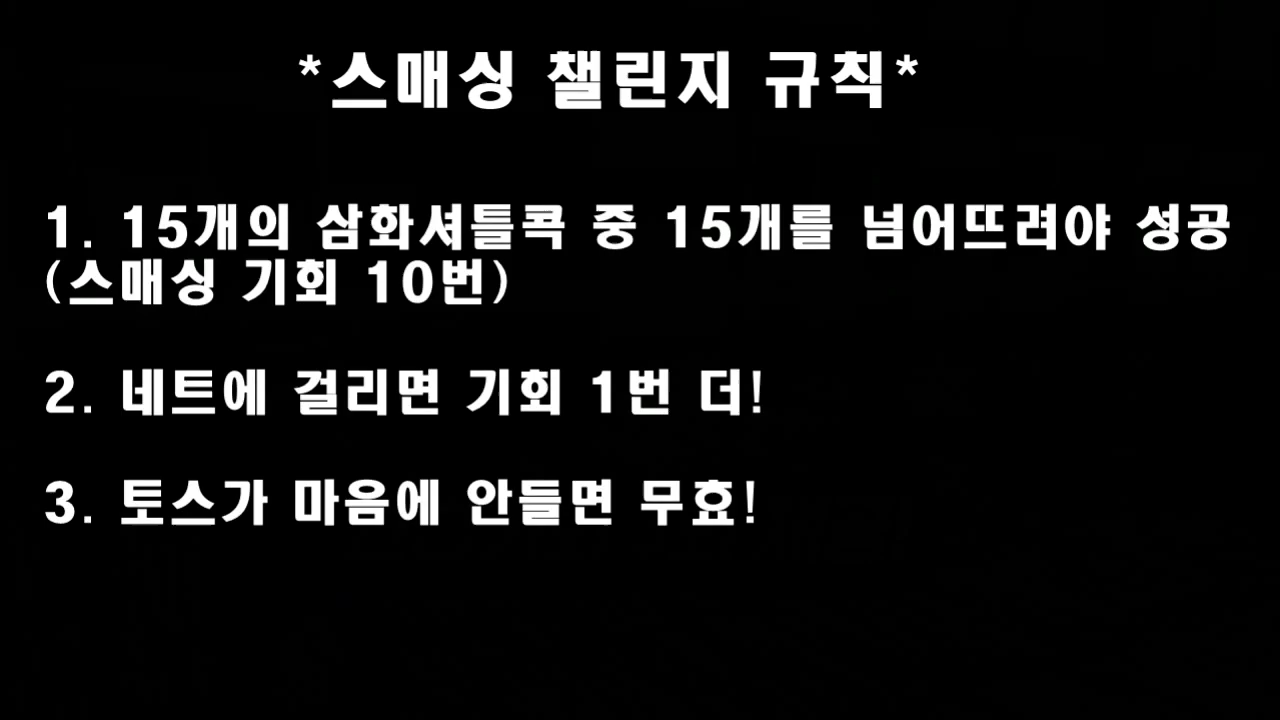 *스매싱 챌린지 규칙*
1. 15개의 삼화셔틀콕 중 15개를 넘어뜨려야 성공
(스매싱 기회 10번)
2. 네트에 걸리면 기회 1번 더!
3. 토스가 마음에 안들면 무효!